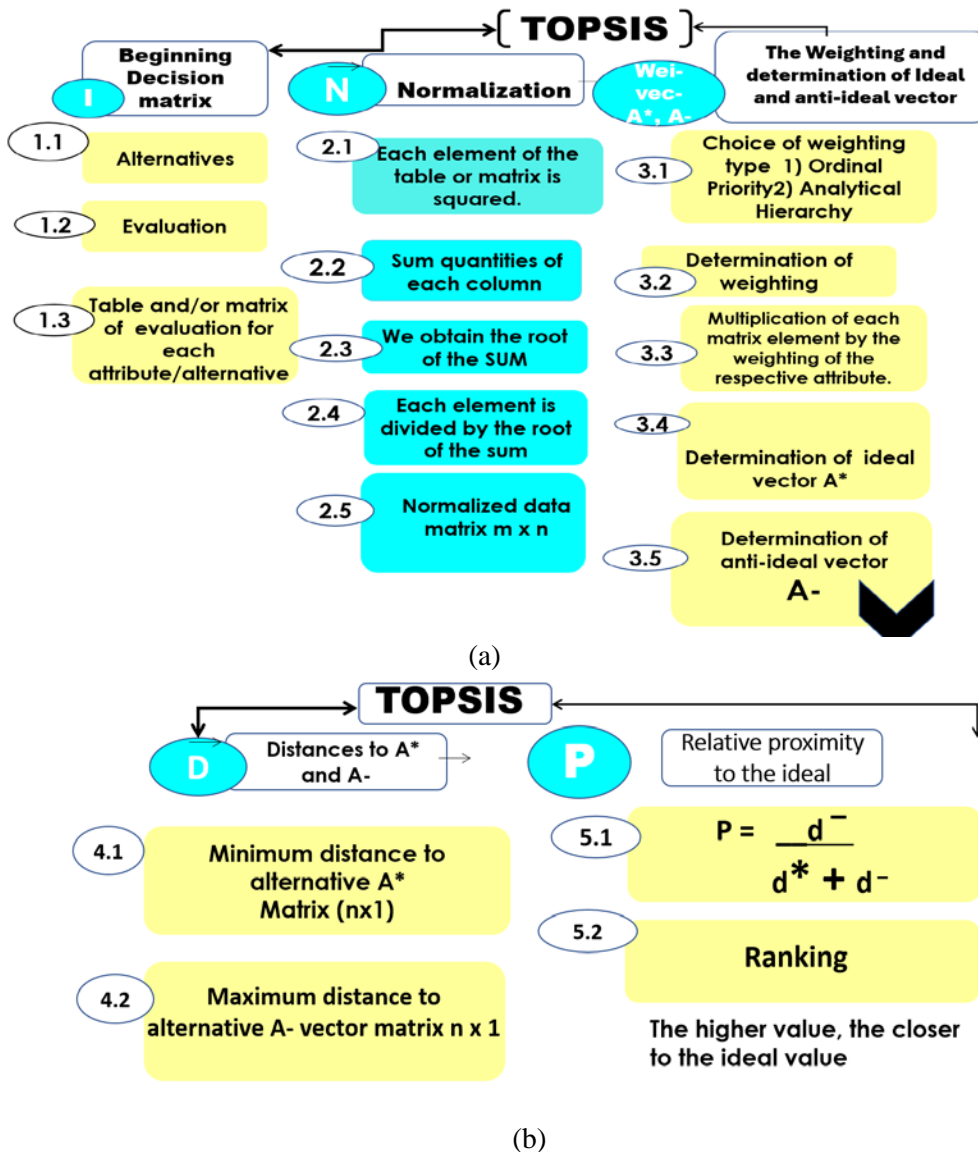 TOPSIS
Beginning
Decision
matrix
I
1.1
Alternatives
1.2
Evaluation
1.3
Table and/or matrix
of evaluation for
each
attribute/alternative
N
Normalization
2.1
Each element of the
table or matrix is
squared.
2.2
Sum quantities of
each column
2.3
We obtain the root
of the SUM
2.4
Each element is
divided by the root
of the sum
2.5
Normalized data
matrix m x n
Wei-
vec-
A*, A-
The Weighting and
determination of Ideal
and anti-ideal vector
3.1
Choice of weighting
type 1) Ordinal
Priority2) Analytical
Hierarchy
3.2
Determination of
weighting
3.3
Multiplication of each
matrix element by the
weighting of the
respective attribute.
3.4
Determination of ideal
vector A*
3.5
Determination of
anti-ideal vector
A-
(a)
TOPSIS
D
Distances to A*
and A-
4.1
Minimum distance to
alternative A*
Matrix (nx1)
4.2
Maximum distance to
alternative A- vector matrix n x 1
P
Relative proximity
to the ideal
5.1
P = __d⁻
d* + d⁻
5.2
Ranking
The higher value, the closer
to the ideal value
(b)